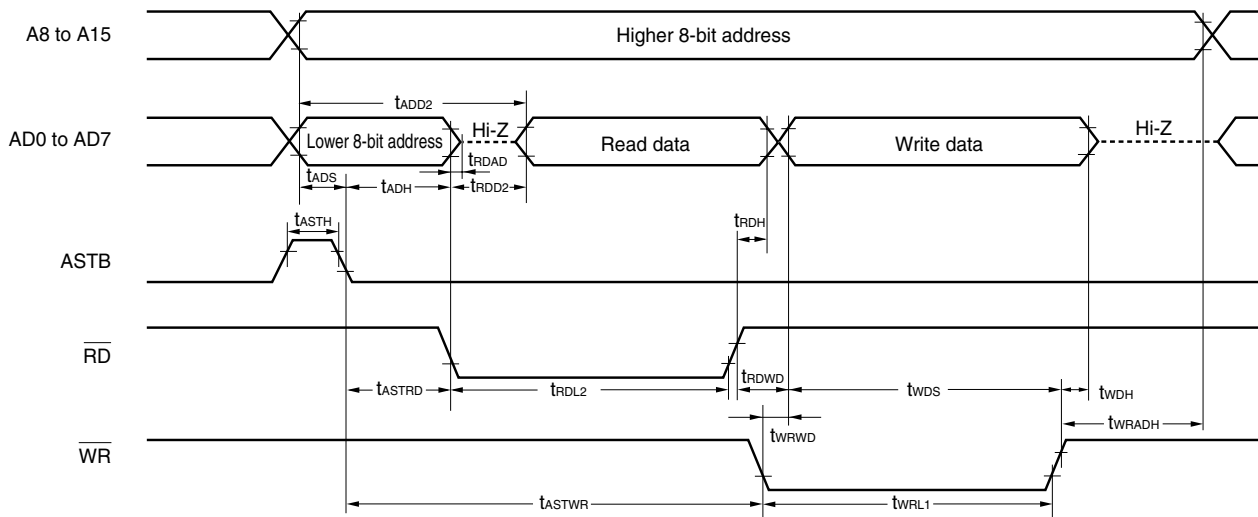 A8 to A15
Higher 8-bit address
tADD2
AD0 to AD7
Lower 8-bit address
Hi-Z
Read data
Write data
Hi-Z
tRDAD
tADS
tADH
tRDD2
tASTH
tRDH
ASTB
RD
tASTRD
tRDL2
tRDWD
tWDS
tWDH
tWRWD
tWRADH
WR
tASTWR
tWRL1